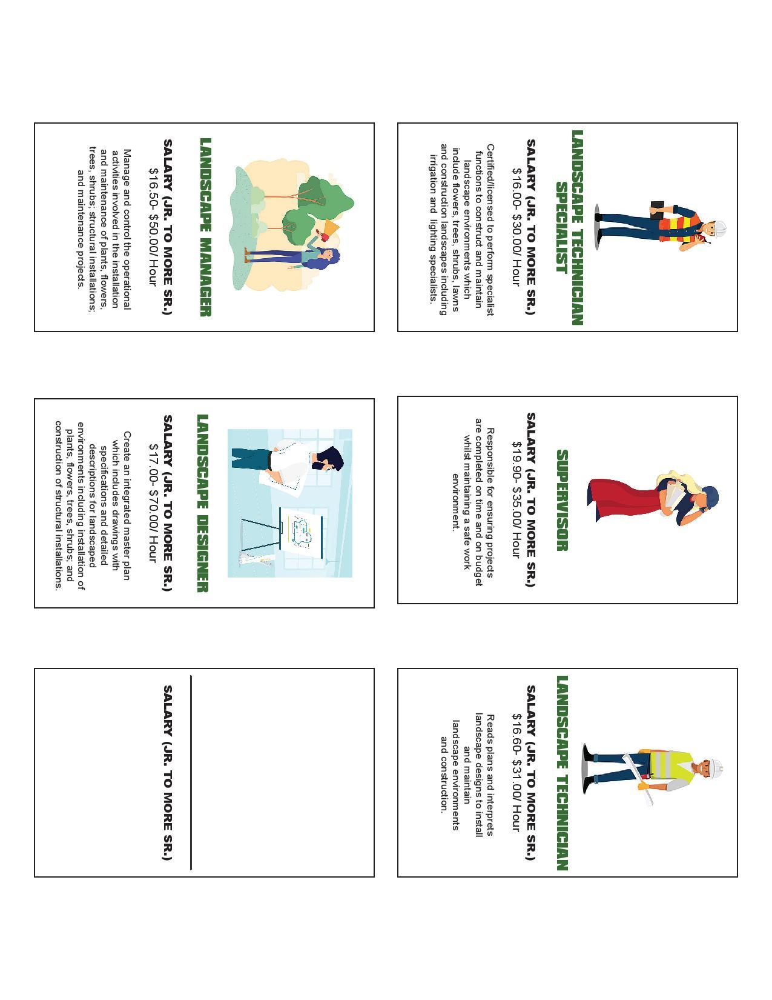 LANDSCAPE MANAGER
SALARY (JR. TO MORE SR.)
$16.50- $50.00/ Hour
Manage and control the operational
activities involved in the installation
and maintenance of plants, flowers,
trees, shrubs; structural installations;
and maintenance projects.
LANDSCAPE TECHNICIAN
SPECIALIST
SALARY (JR. TO MORE SR.)
$16.00- $30.00/ Hour
Certified/licensed to perform specialist
functions to construct and maintain
landscape environments which
include flowers, trees, shrubs, lawns
and construction landscapes including
irrigation and lighting specialists.
LANDSCAPE DESIGNER
SALARY (JR. TO MORE SR.)
$17.00- $70.00/ Hour
Create an integrated master plan
which includes drawings with
specifications and detailed
descriptions for landscaped
environments including installation of
plants, flowers, trees, shrubs; and
construction of structural installations.
SUPERVISOR
SALARY (JR. TO MORE SR.)
$19.90- $35.00/ Hour
Responsible for ensuring projects
are completed on time and on budget
whilst maintaining a safe work
environment.
SALARY (JR. TO MORE SR.)
LANDSCAPE TECHNICIAN
SALARY (JR. TO MORE SR.)
$16.60- $31.00/ Hour
Reads plans and interprets
landscape designs to install
and maintain
landscape environments
and construction.